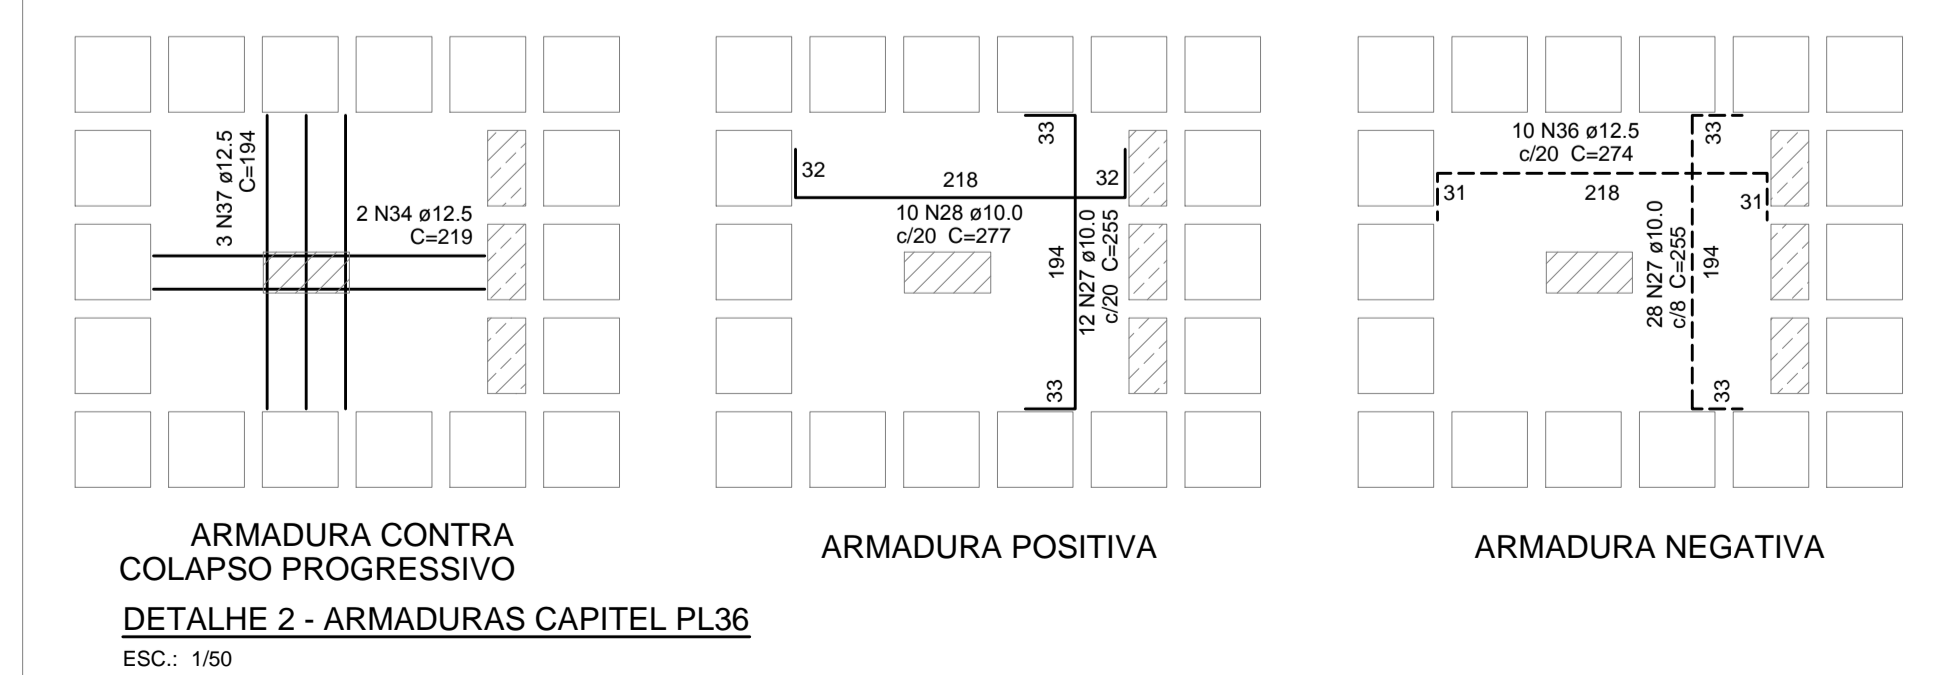 3 N37 ø12.5
C=194
2 N34 ø12.5
C=219
ARMADURA CONTRA
COLAPSO PROGRESSIVO
33
32
218
32
10 N28 ø10.0
c/20 C=277
194
12 N27 ø10.0
c/20 C=255
33
ARMADURA POSITIVA
10 N36 ø12.5
c/20 C=274
33
31
218
31
28 N27 ø10.0
c/8 C=255
194
33
ARMADURA NEGATIVA
DETALHE 2 - ARMADURAS CAPITEL PL36
ESC.: 1/50